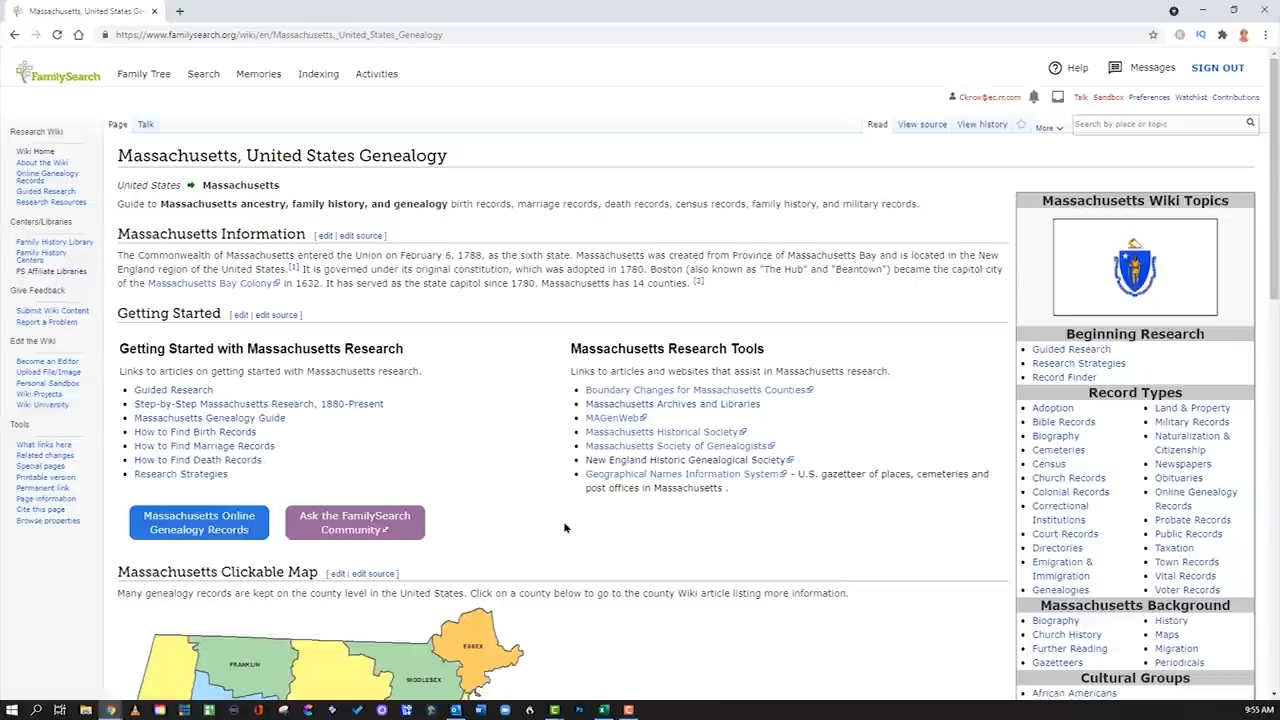 Massachusetts, United States Ge
https://www.familysearch.org/wiki/en/Massachusetts,_United_States_Genealogy
FamilySearch
Family Tree
Search
Memories
Indexing
Activities
Help
Messages
SIGN OUT
Cknox@ec.rr.com
Talk
Sandbox
Preferences
Watchlist
Contributions
Page
Talk
Read
View source
View history
More
Search by place or topic
Research Wiki
Wiki Home
About the Wiki
Online Genealogy
Records
Guided Research
Research Resources
Centers/Libraries
Family History Library
Family History
Centers
FS Affiliate Libraries
Give Feedback
Submit Wiki Content
Report a Problem
Edit the Wiki
Become an Editor
Upload File/Image
Personal Sandbox
Wiki Projects
Wiki University
Tools
What links here
Related changes
Special pages
Printable version
Permanent link
Page information
Cite this page
Browse properties
Massachusetts, United States Genealogy
United States Massachusetts
Guide to Massachusetts ancestry, family history, and genealogy birth records, marriage records, death records, census records, family history, and military records.
Massachusetts Information [ edit | edit source ]
The Commonwealth of Massachusetts entered the Union on February 6, 1788, as the sixth state. Massachusetts was created from Province of Massachusetts Bay and is located in the New
England region of the United States.[1] It is governed under its original constitution, which was adopted in 1780. Boston (also known as "The Hub" and "Beantown") became the capitol city
of the Massachusetts Bay Colony in 1632. It has served as the state capitol since 1780. Massachusetts has 14 counties. [2]
Getting Started [ edit | edit source ]
Getting Started with Massachusetts Research
Links to articles on getting started with Massachusetts research.
• Guided Research
• Step-by-Step Massachusetts Research, 1880-Present
• Massachusetts Genealogy Guide
• How to Find Birth Records
• How to Find Marriage Records
• How to Find Death Records
• Research Strategies
Massachusetts Research Tools
Links to articles and websites that assist in Massachusetts research.
• Boundary Changes for Massachusetts Counties
• Massachusetts Archives and Libraries
• MAGenWeb
• Massachusetts Historical Society
• Massachusetts Society of Genealogists
• New England Historic Genealogical Society
• Geographical Names Information System - U.S. gazetteer of places, cemeteries and
post offices in Massachusetts .
Massachusetts Online
Genealogy Records
Ask the FamilySearch
Community
Massachusetts Clickable Map [ edit | edit source ]
Many genealogy records are kept on the county level in the United States. Click on a county below to go to the county Wiki article listing more information.
FRANKLIN
MIDDLESEX
ESSEX
Massachusetts Wiki Topics
Beginning Research
• Guided Research
• Research Strategies
• Record Finder
Record Types
• Adoption
• Bible Records
• Biography
• Cemeteries
• Census
• Church Records
• Colonial Records
• Correctional
Institutions
• Court Records
• Directories
• Emigration &
Immigration
• Genealogies
• Land & Property
• Military Records
• Naturalization &
Citizenship
• Newspapers
• Obituaries
• Online Genealogy
Records
• Probate Records
• Public Records
• Taxation
• Town Records
• Vital Records
• Voter Records
Massachusetts Background
• Biography
• Church History
• Further Reading
• Gazetteers
• History
• Maps
• Migration
• Periodicals
Cultural Groups
• African Americans
9:55 AM